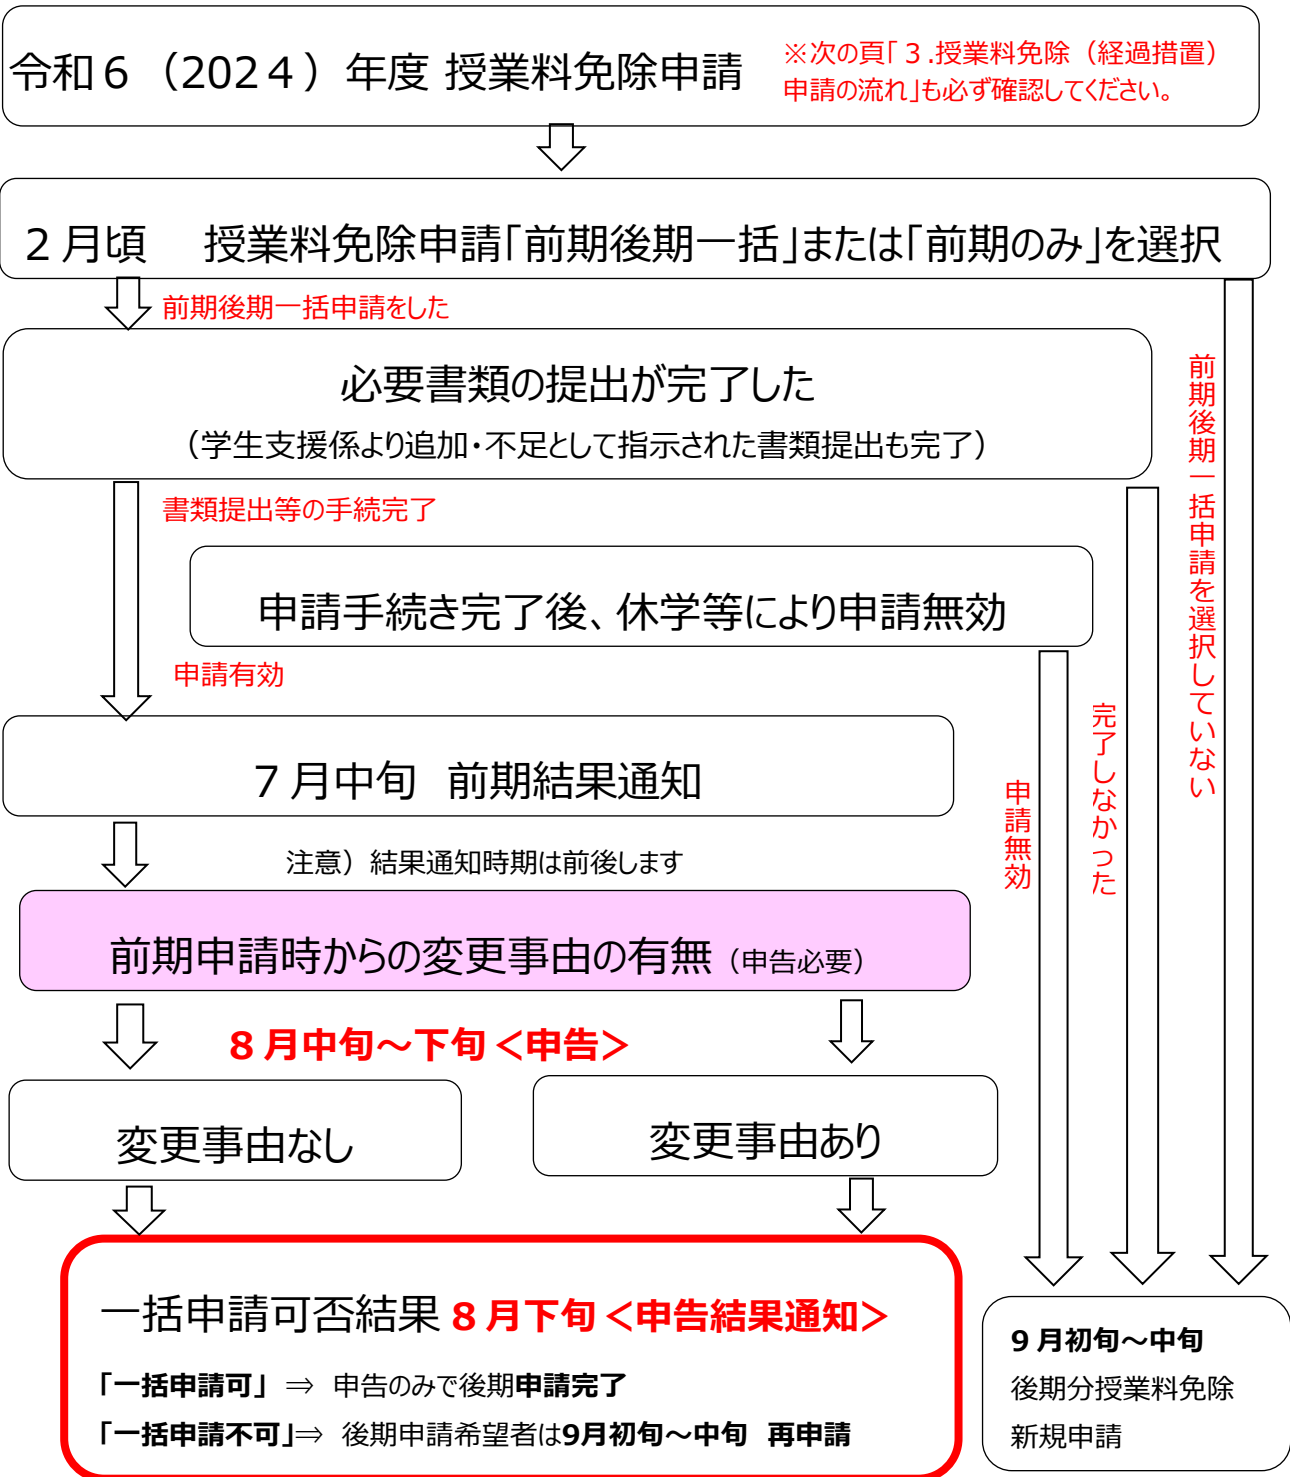 令和６（202４）年度 授業料免除申請
※次の頁「３.授業料免除（経過措置）
申請の流れ」も必ず確認してください。
２月頃　授業料免除申請「前期後期一括」または「前期のみ」を選択
前期後期一括申請をした
必要書類の提出が完了した
（学生支援係より追加・不足として指示された書類提出も完了）
前期後期一括申請を選択していない
書類提出等の手続完了
申請手続き完了後、休学等により申請無効
申請有効
完了しなかった
申請無効
７月中旬　前期結果通知
注意）結果通知時期は前後します
前期申請時からの変更事由の有無（申告必要）
８月中旬～下旬＜申告＞
変更事由なし
変更事由あり
一括申請可否結果 ８月下旬＜申告結果通知＞
「一括申請可」 ⇒ 申告のみで後期申請完了
「一括申請不可」⇒ 後期申請希望者は9月初旬～中旬　再申請
９月初旬～中旬
後期分授業料免除
新規申請